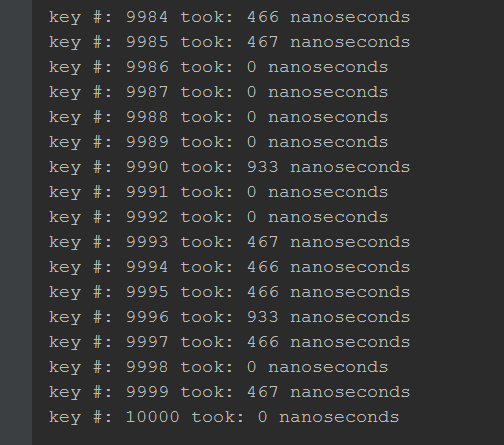 key #: 9984 took: 466 nanoseconds
key #: 9985 took: 467 nanoseconds
key #: 9986 took: 0 nanoseconds
key #: 9987 took: 0 nanoseconds
key #: 9988 took: 0 nanoseconds
key #: 9989 took: 0 nanoseconds
key #: 9990 took: 933 nanoseconds
key #: 9991 took: 0 nanoseconds
key #: 9992 took: 0 nanoseconds
key #: 9993 took: 467 nanoseconds
key #: 9994 took: 466 nanoseconds
key #: 9995 took: 466 nanoseconds
key #: 9996 took: 933 nanoseconds
key #: 9997 took: 466 nanoseconds
key #: 9998 took: 0 nanoseconds
key #: 9999 took: 467 nanoseconds
key #: 10000 took: 0 nanoseconds